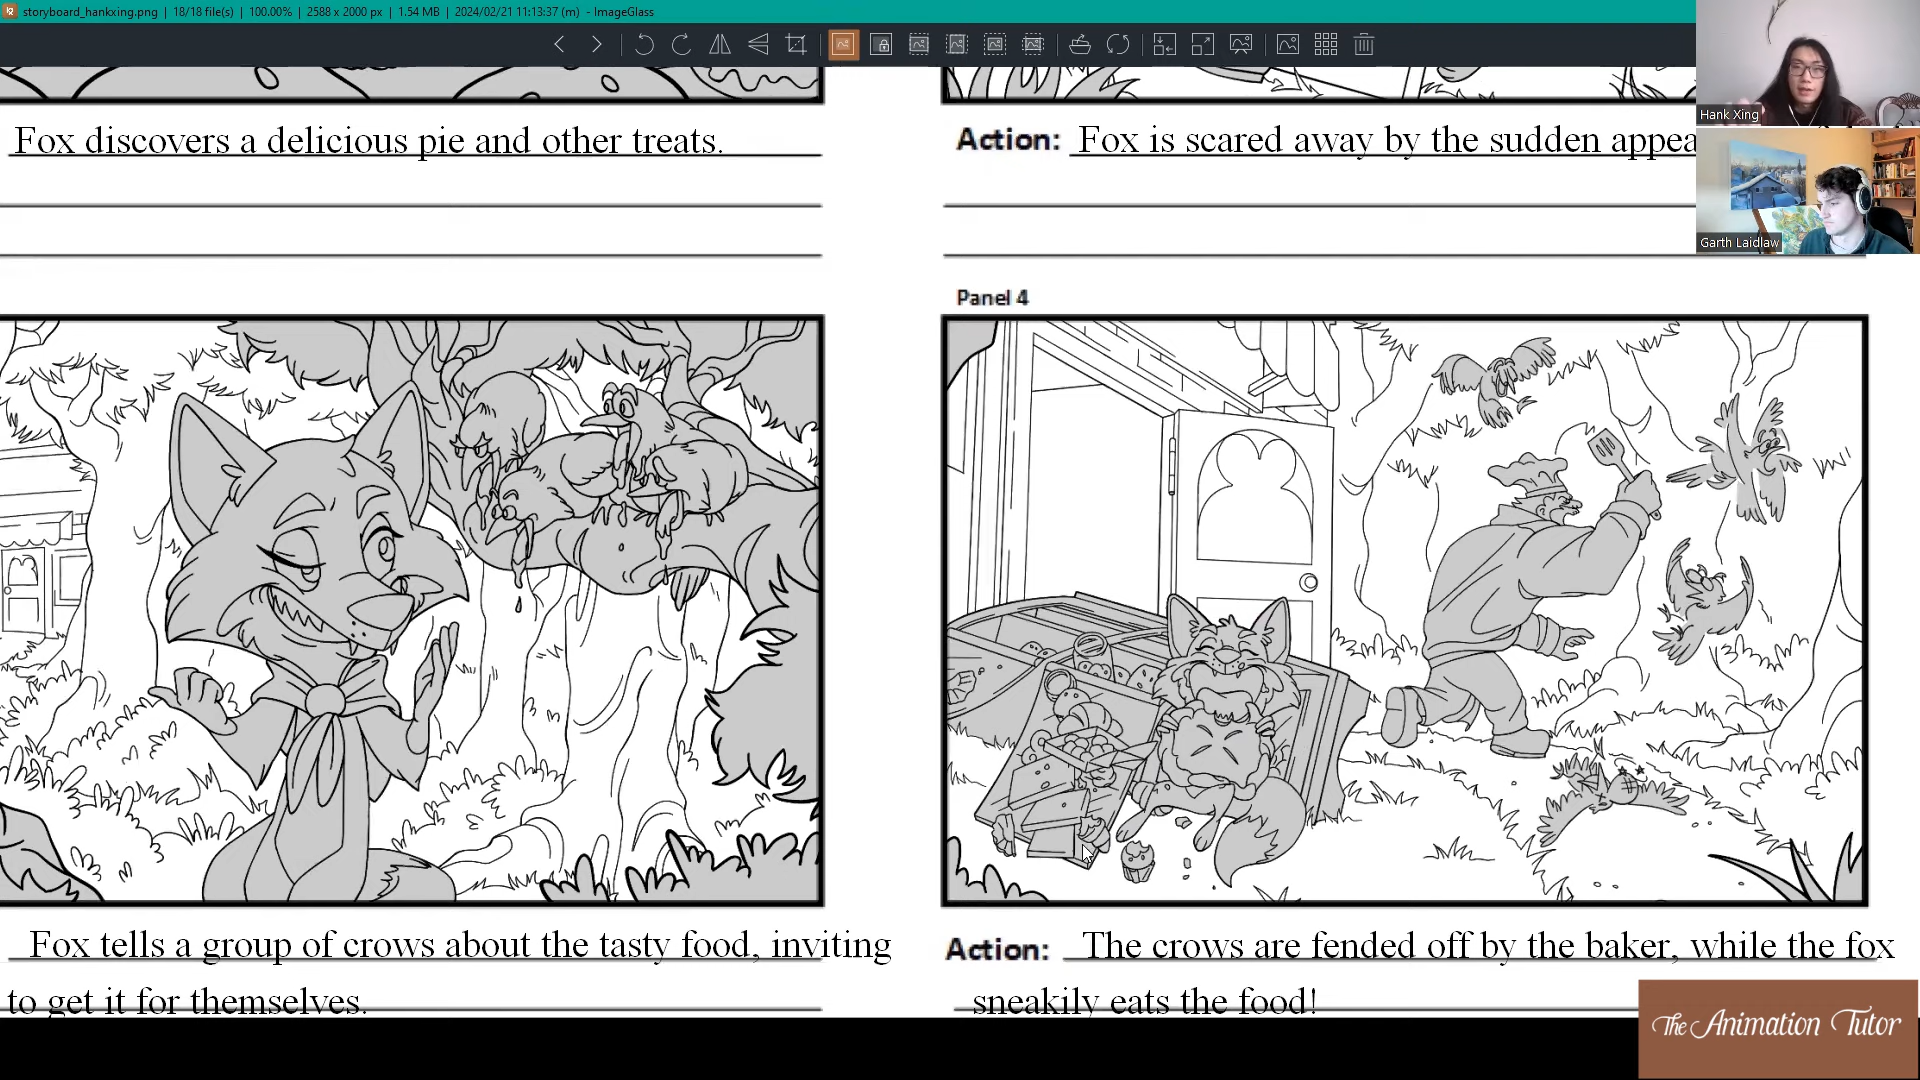 storyboard_hankxing.png | 18/18 file(s) | 100.00% | 2588 x 2000 px | 1.54 MB | 2024/02/21 11:13:37 (m) - ImageGlass
Hank Xing
Garth Laidlaw
Fox discovers a delicious pie and other treats.
Action: Fox is scared away by the sudden appea
Panel 4
Fox tells a group of crows about the tasty food, inviting
to get it for themselves.
Action: The crows are fended off by the baker, while the fox
sneakily eats the food!
The Animation Tutor